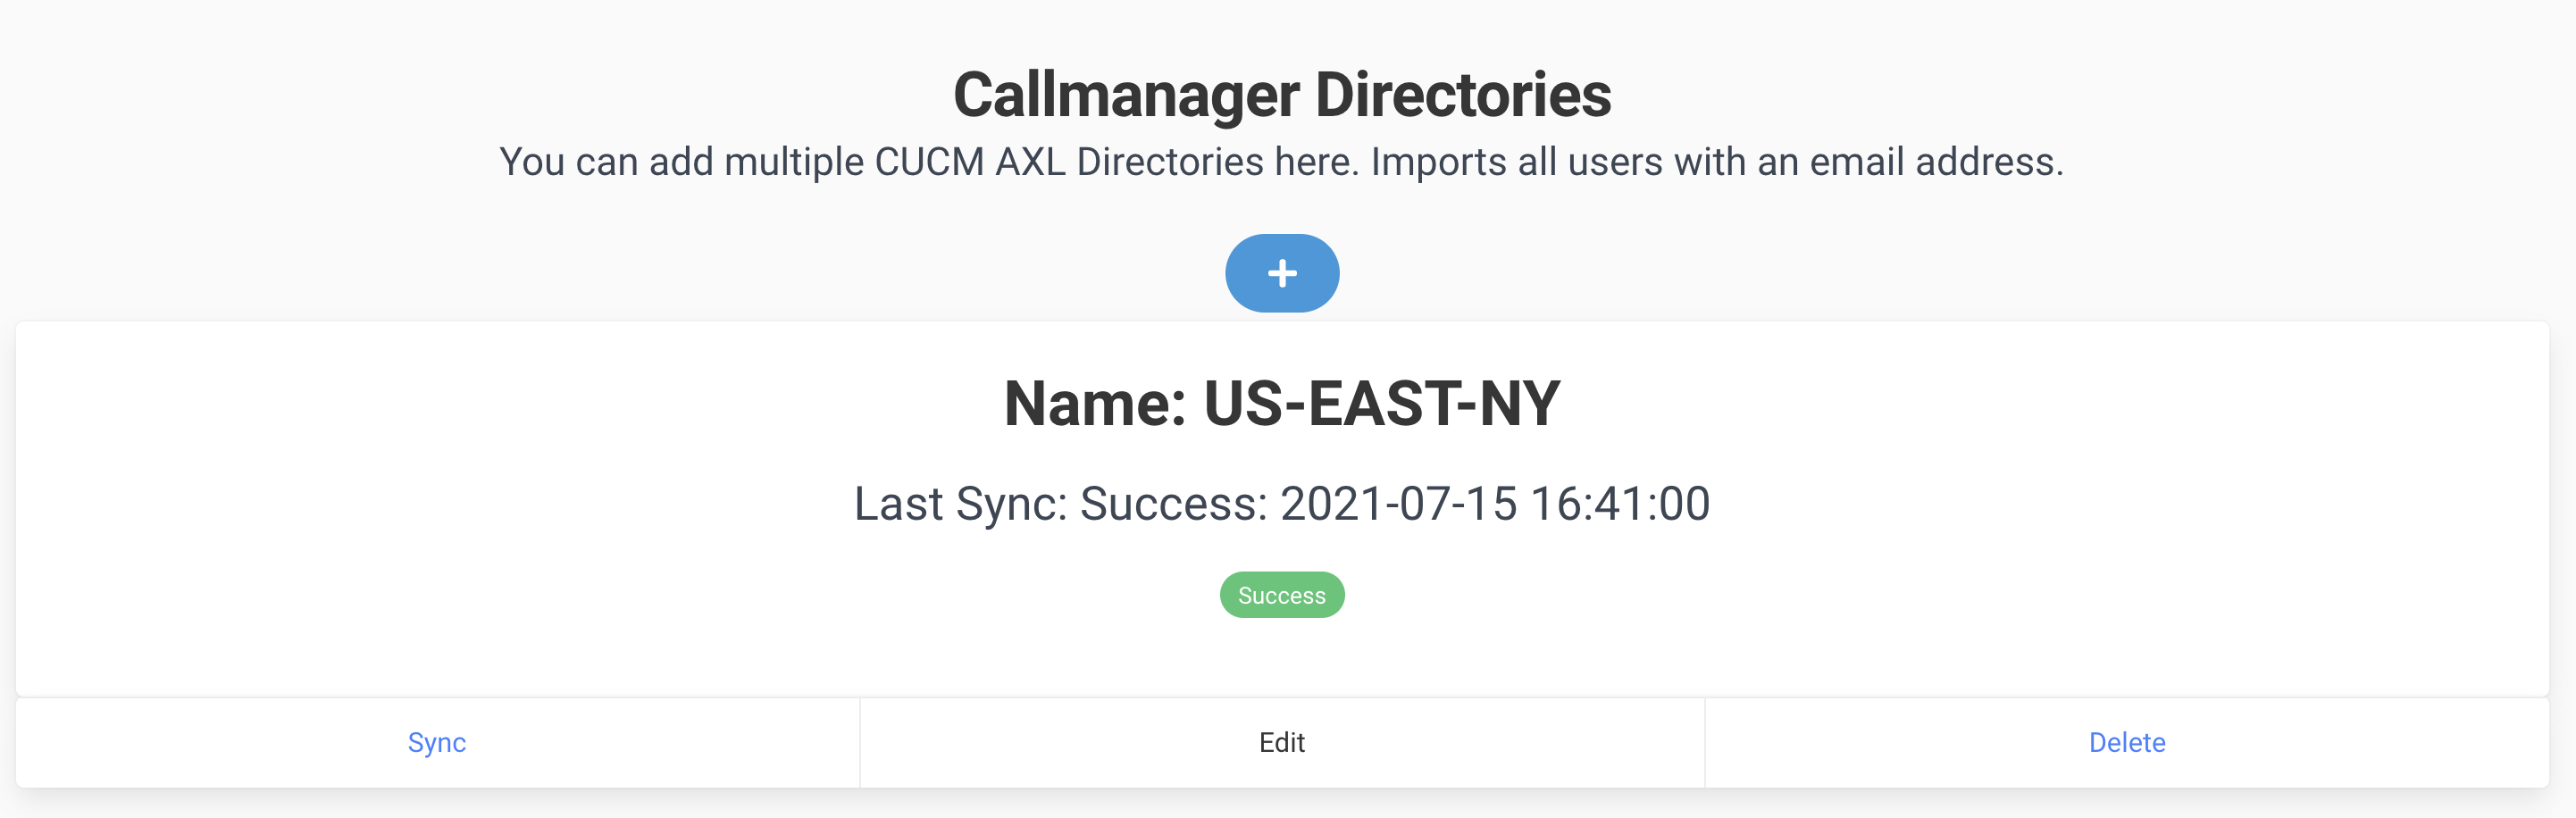 Callmanager Directories
You can add multiple CUCM AXL Directories here. Imports all users with an email address.
+
Name: US-EAST-NY
Last Sync: Success: 2021-07-15 16:41:00
Success
Sync Edit Delete